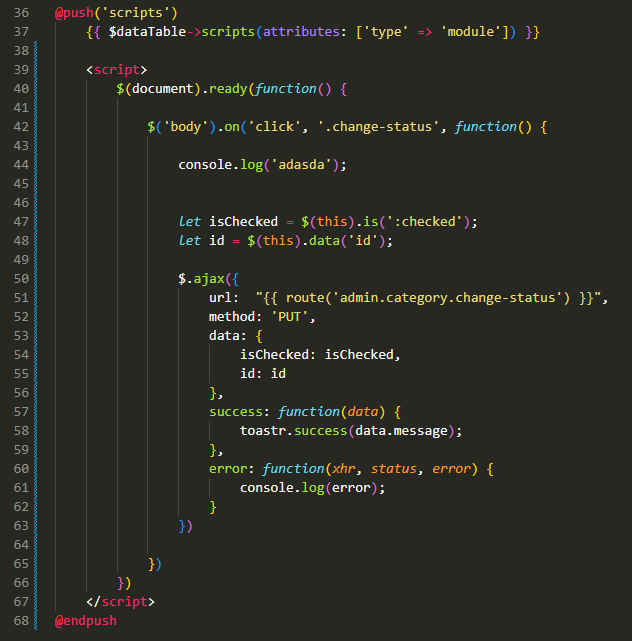 36 @push('scripts')
37     {{ $dataTable->scripts(attributes: ['type' => 'module']) }}
38
39     <script>
40         $(document).ready(function() {
41
42             $('body').on('click', '.change-status', function() {
43
44                 console.log('adasda');
45
46
47                 let isChecked = $(this).is(':checked');
48                 let id = $(this).data('id');
49
50                 $.ajax({
51                     url:  "{{ route('admin.category.change-status') }}",
52                     method: 'PUT',
53                     data: {
54                         isChecked: isChecked,
55                         id: id
56                     },
57                     success: function(data) {
58                         toastr.success(data.message);
59                     },
60                     error: function(xhr, status, error) {
61                         console.log(error);
62                     }
63                 })
64
65             })
66         })
67     </script>
68 @endpush